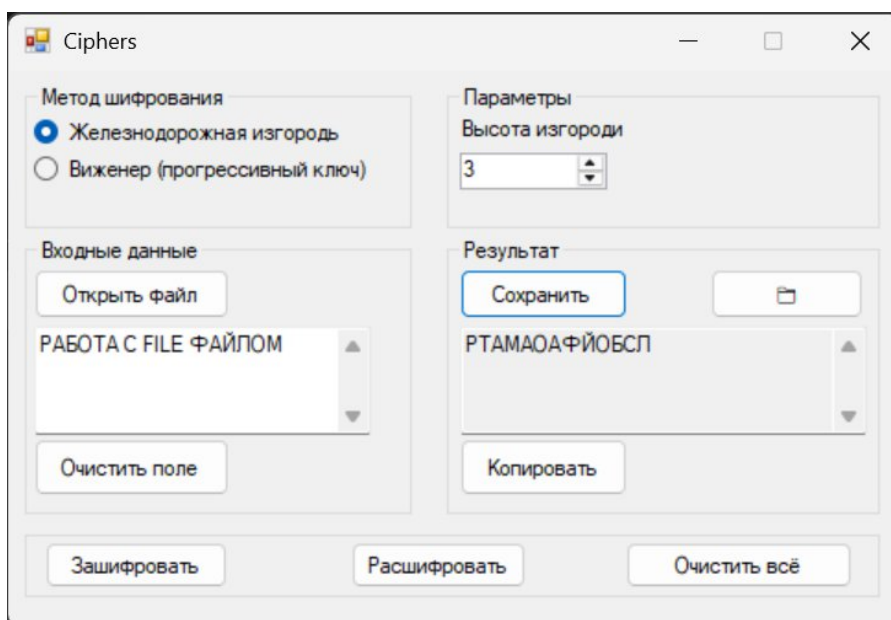 Ciphers
Метод шифрования
Железнодорожная изгородь
Виженер (прогрессивный ключ)
Параметры
Высота изгороди
3
Входные данные
Открыть файл
РАБОТА С FILE ФАЙЛОМ
Очистить поле
Результат
Сохранить
РТАМАОАФЙОБСЛ
Копировать
Зашифровать
Расшифровать
Очистить всё